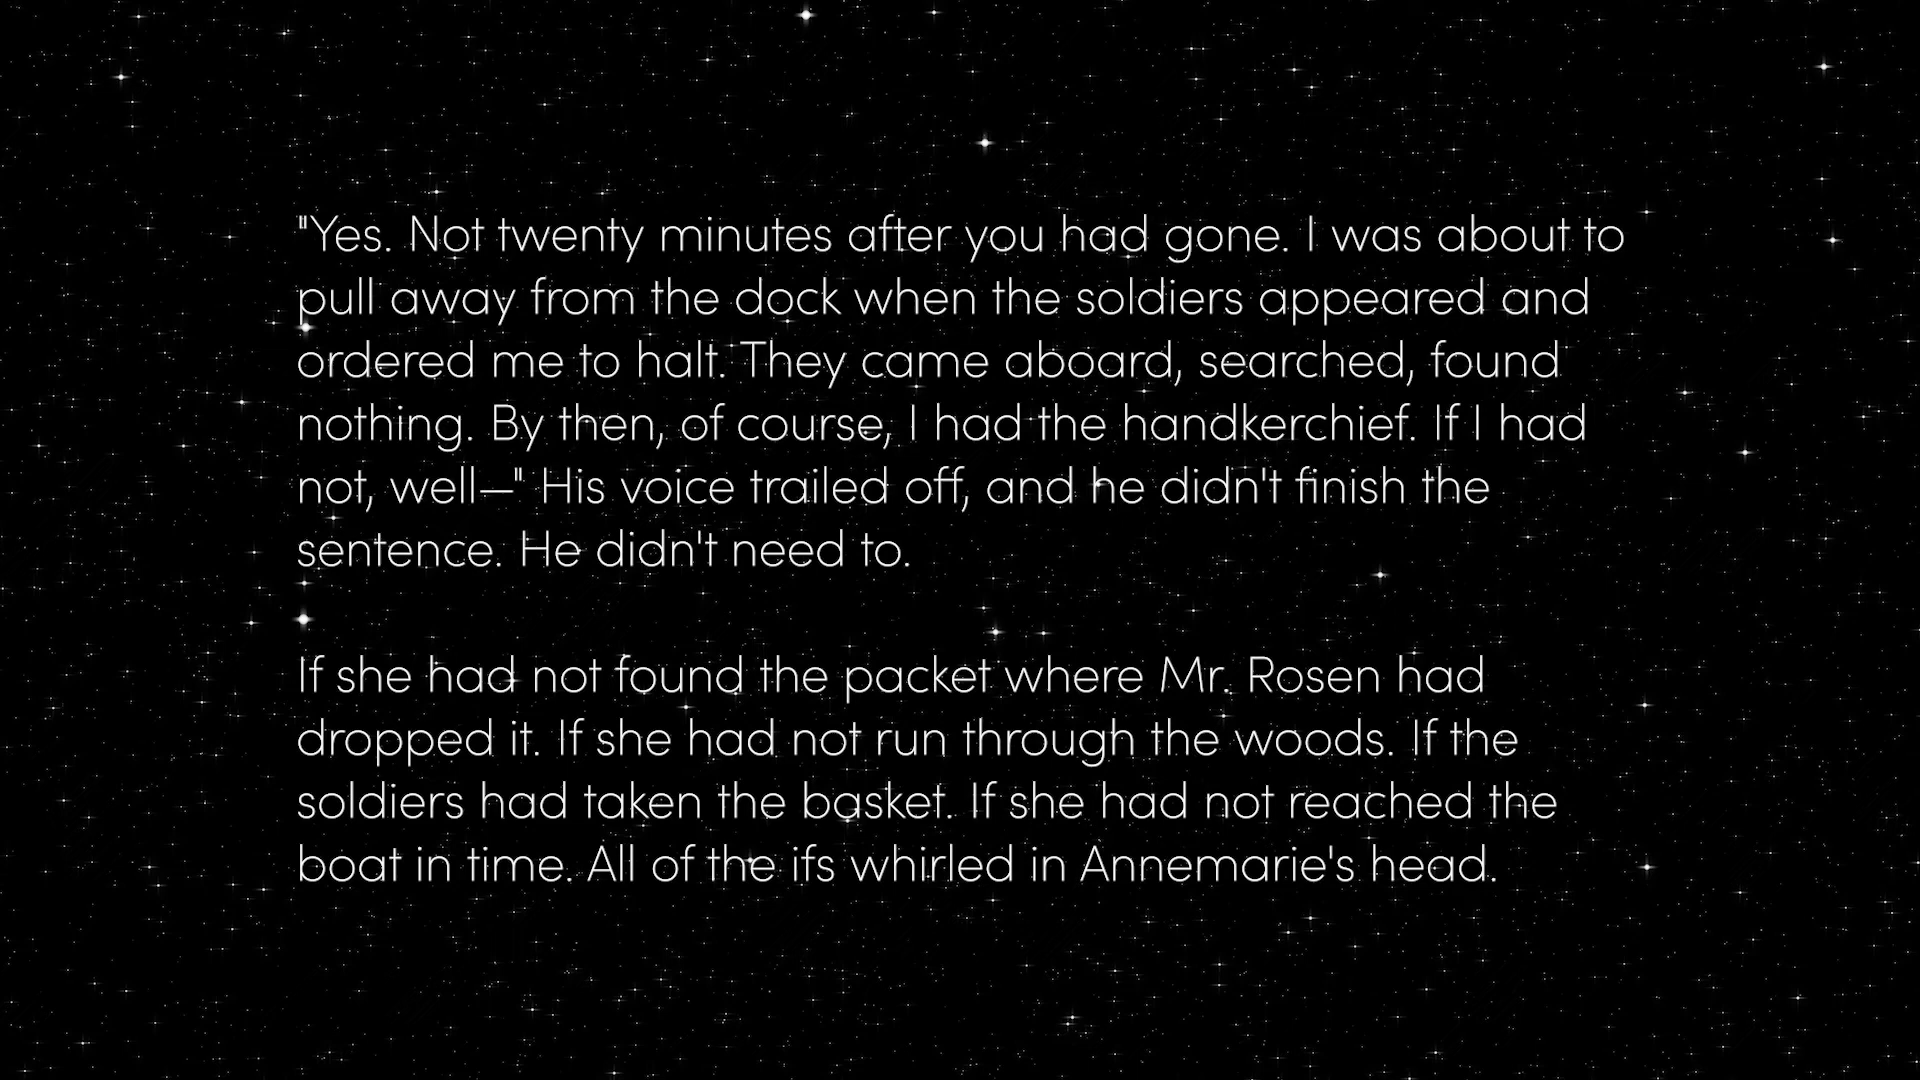 "Yes. Not twenty minutes after you had gone. I was about to
pull away from the dock when the soldiers appeared and
ordered me to halt. They came aboard, searched, found
nothing. By then, of course, I had the handkerchief. If I had
not, well—" His voice trailed off, and he didn't finish the
sentence. He didn't need to.
If she had not found the packet where Mr. Rosen had
dropped it. If she had not run through the woods. If the
soldiers had taken the basket. If she had not reached the
boat in time. All of the ifs whirled in Annemarie's head.